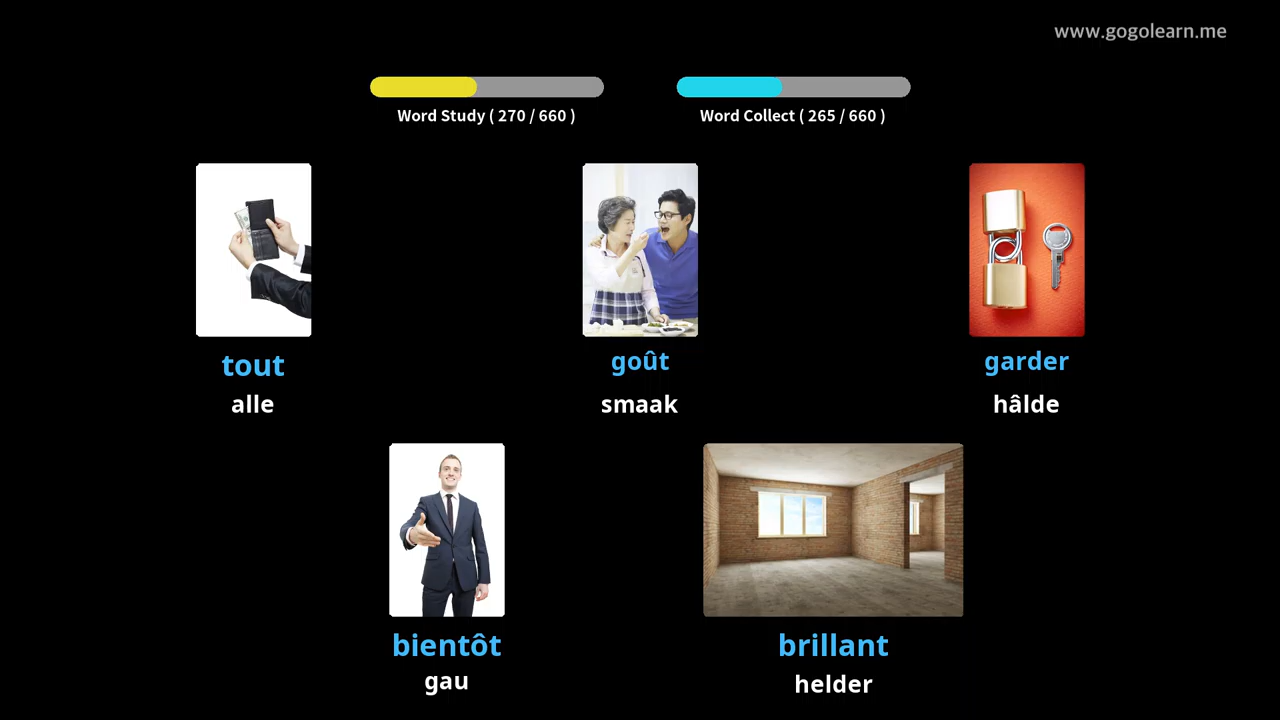 www.gogolearn.me
Word Study ( 270 / 660 )
Word Collect ( 265 / 660 )
tout
alle
goût
smaak
garder
hâlde
bientôt
gau
brillant
helder